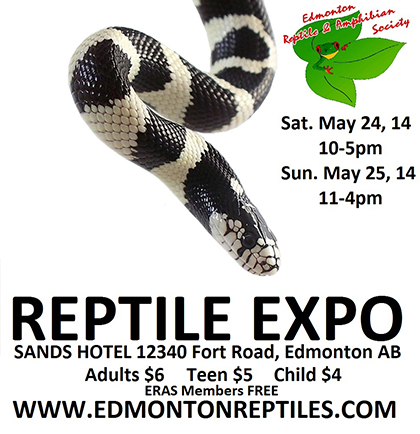 Edmonton
Reptile & Amphibian
Society
Sat. May 24, 14
10-5pm
Sun. May 25, 14
11-4pm
REPTILE EXPO
SANDS HOTEL 12340 Fort Road, Edmonton AB
Adults $6 Teen $5 Child $4
ERAS Members FREE
WWW.EDMONTONREPTILES.COM